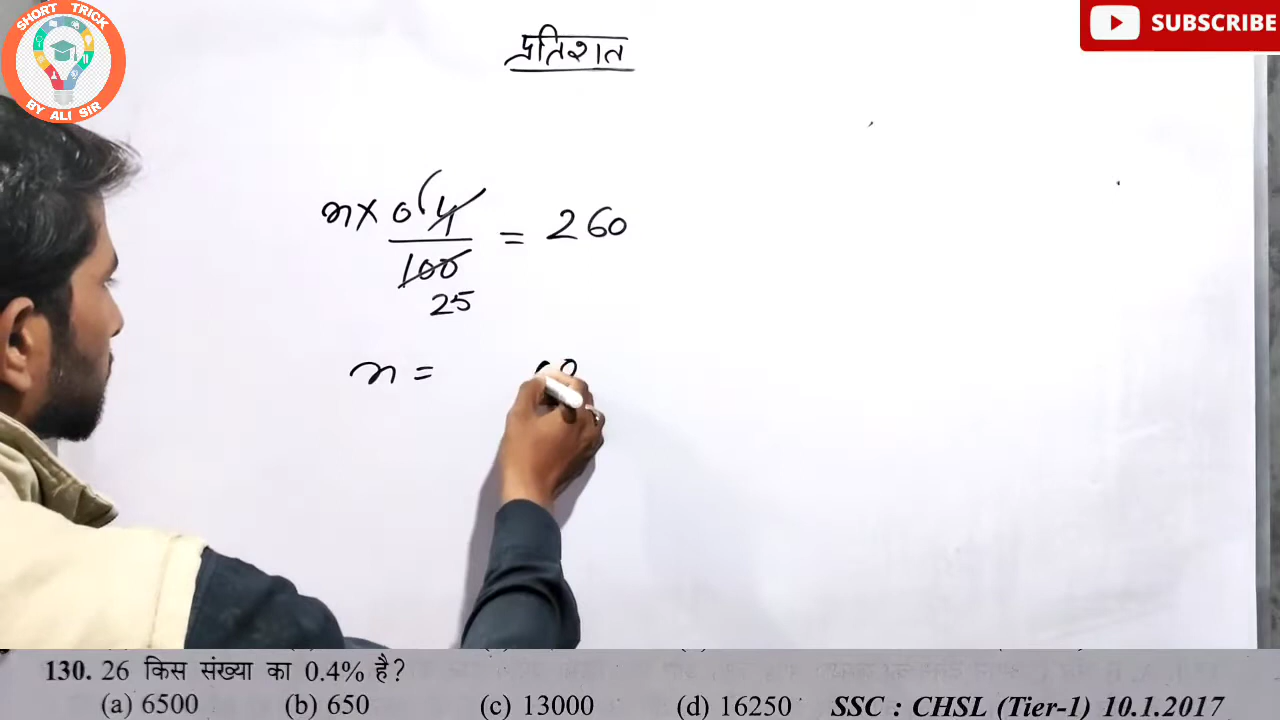 SHORT TRICK
BY ALI SIR
SUBSCRIBE
प्रतिशत
n × 0.4 / 100 = 260
25
n =
130. 26 किस संख्या का 0.4% है?
(a) 6500 (b) 650 (c) 13000 (d) 16250 SSC : CHSL (Tier-1) 10.1.2017